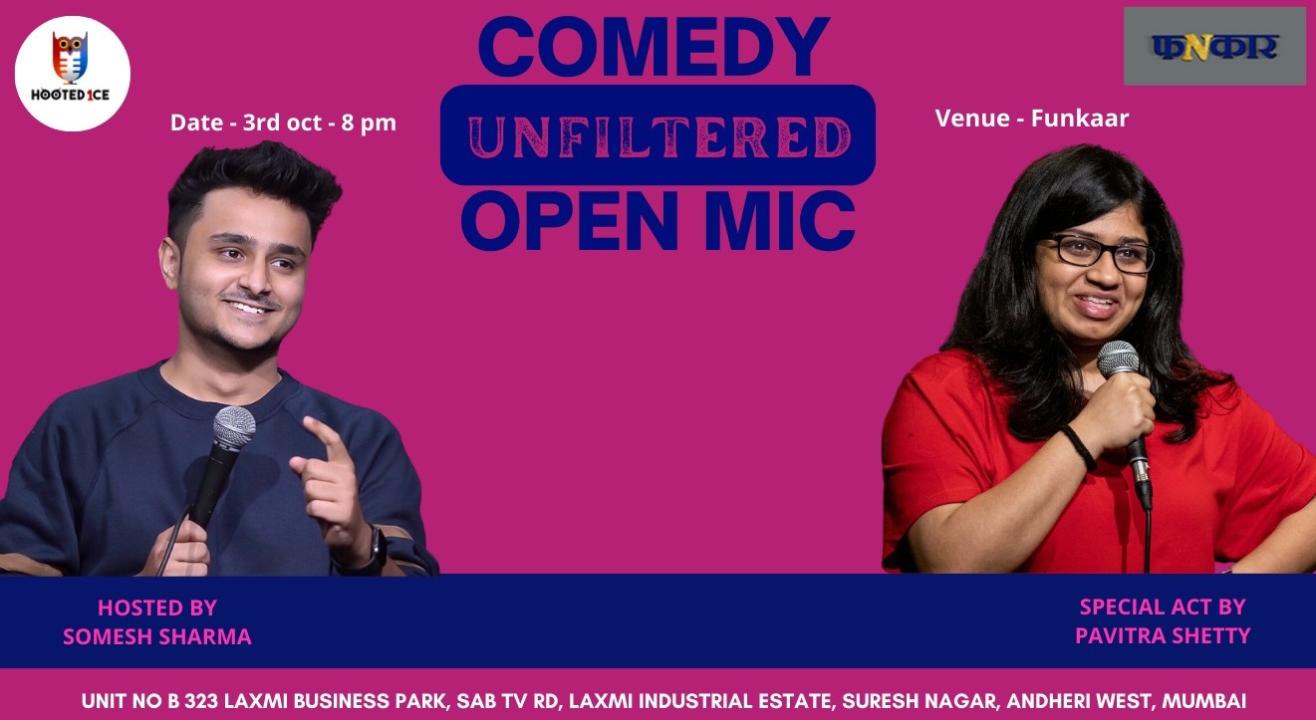 HOOTED1CE
COMEDY
फNकार
Date - 3rd oct - 8 pm
UNFILTERED
Venue - Funkaar
OPEN MIC
HOSTED BY
SOMESH SHARMA
SPECIAL ACT BY
PAVITRA SHETTY
UNIT NO B 323 LAXMI BUSINESS PARK, SAB TV RD, LAXMI INDUSTRIAL ESTATE, SURESH NAGAR, ANDHERI WEST, MUMBAI